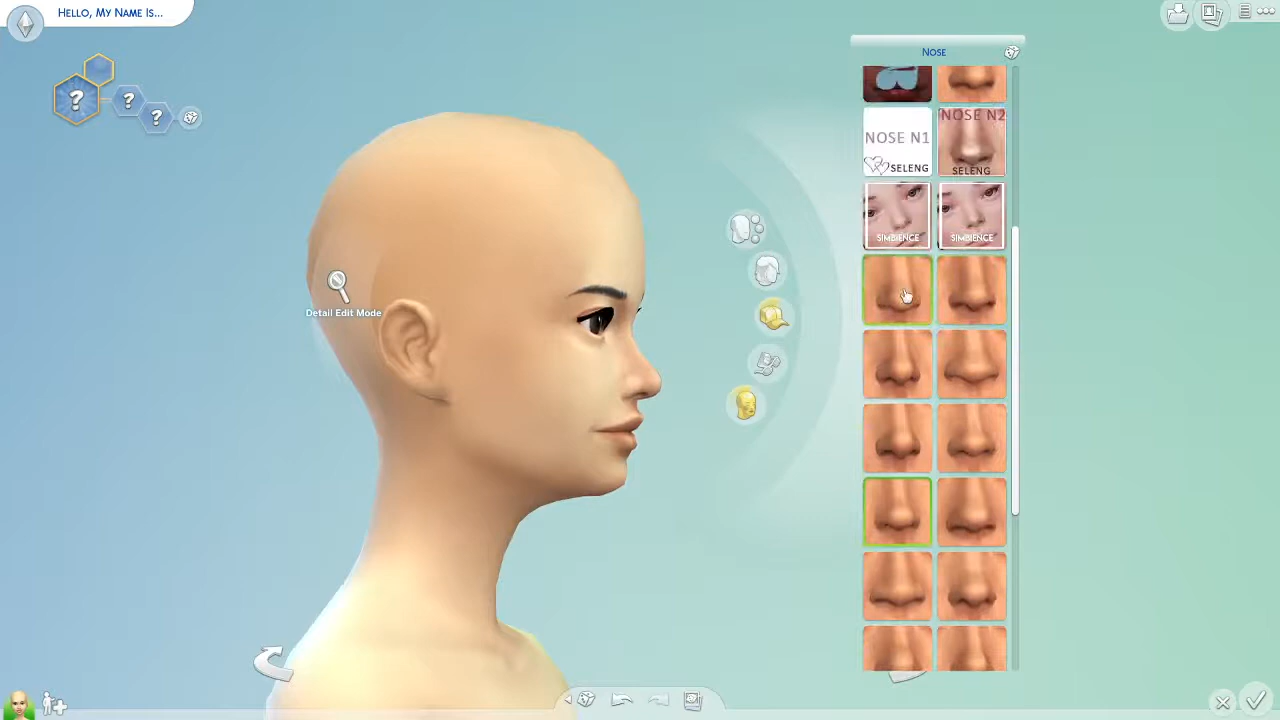 Hello, My Name Is...
Nose
NOSE N1
SELENG
NOSE N2
SELENG
SIMBIENCE
SIMBIENCE
Detail Edit Mode
?
?
?